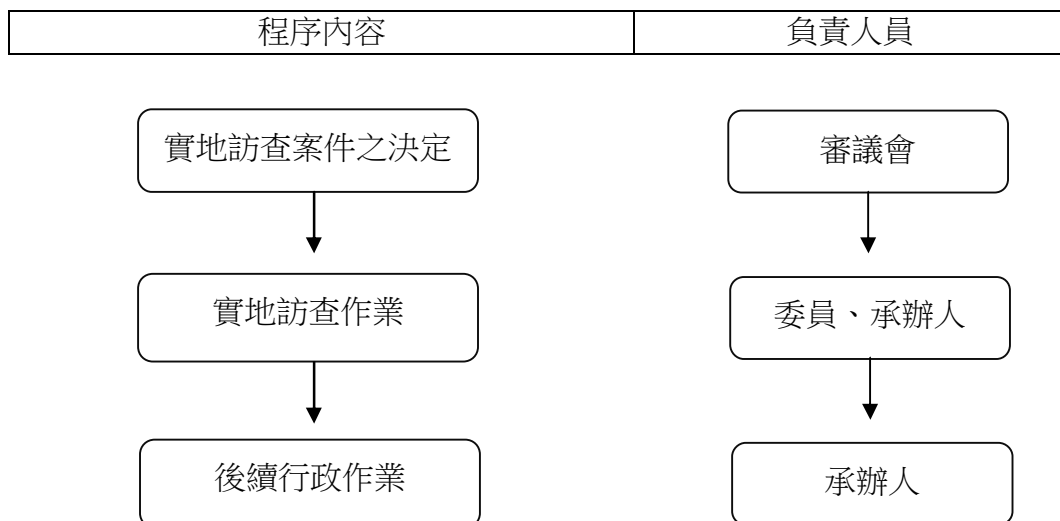 程序內容 負責人員
實地訪查案件之決定 審議會
實地訪查作業 委員、承辦人
後續行政作業 承辦人